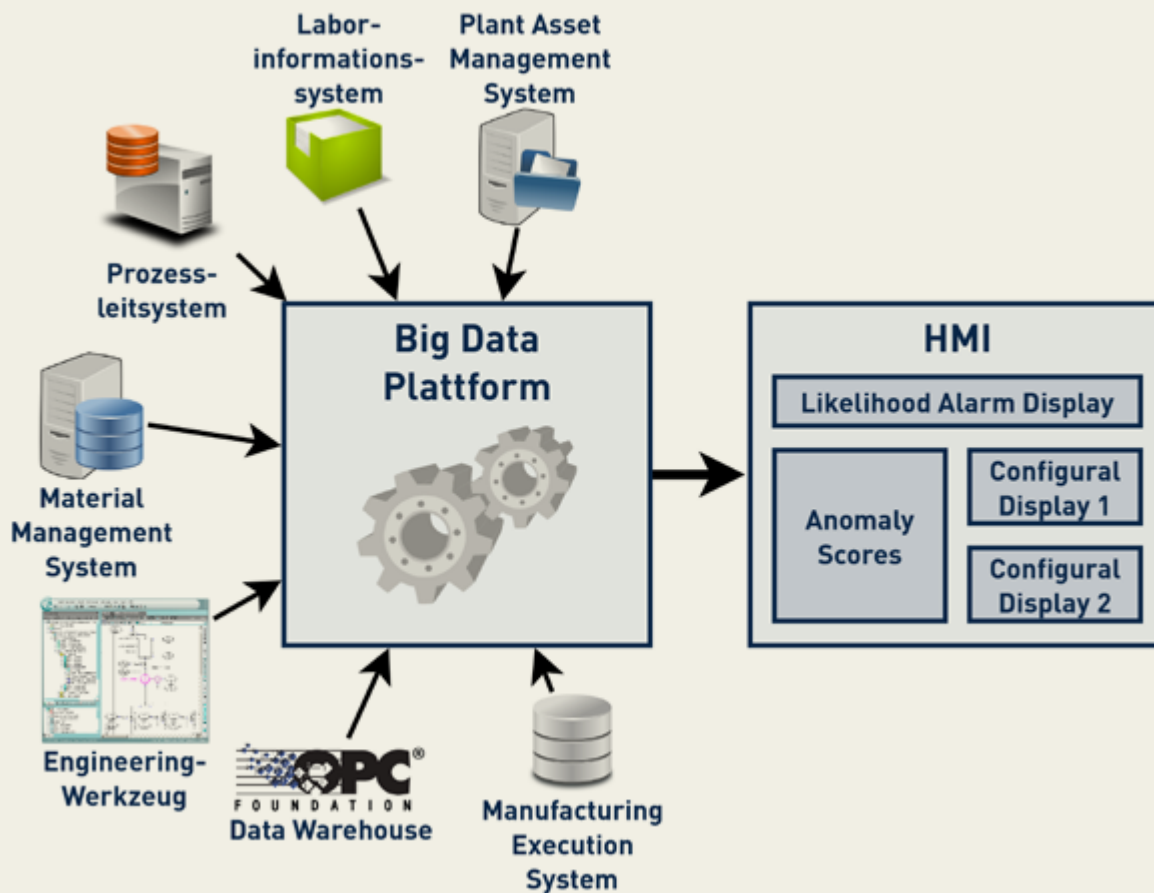 Labor-
informations-
system
Plant Asset
Management
System
Prozess-
leitsystem
Big Data
Plattform
HMI
Likelihood Alarm Display
Anomaly
Scores
Configural
Display 1
Configural
Display 2
Material
Management
System
Engineering-
Werkzeug
OPC®
FOUNDATION
Data Warehouse
Manufacturing
Execution
System